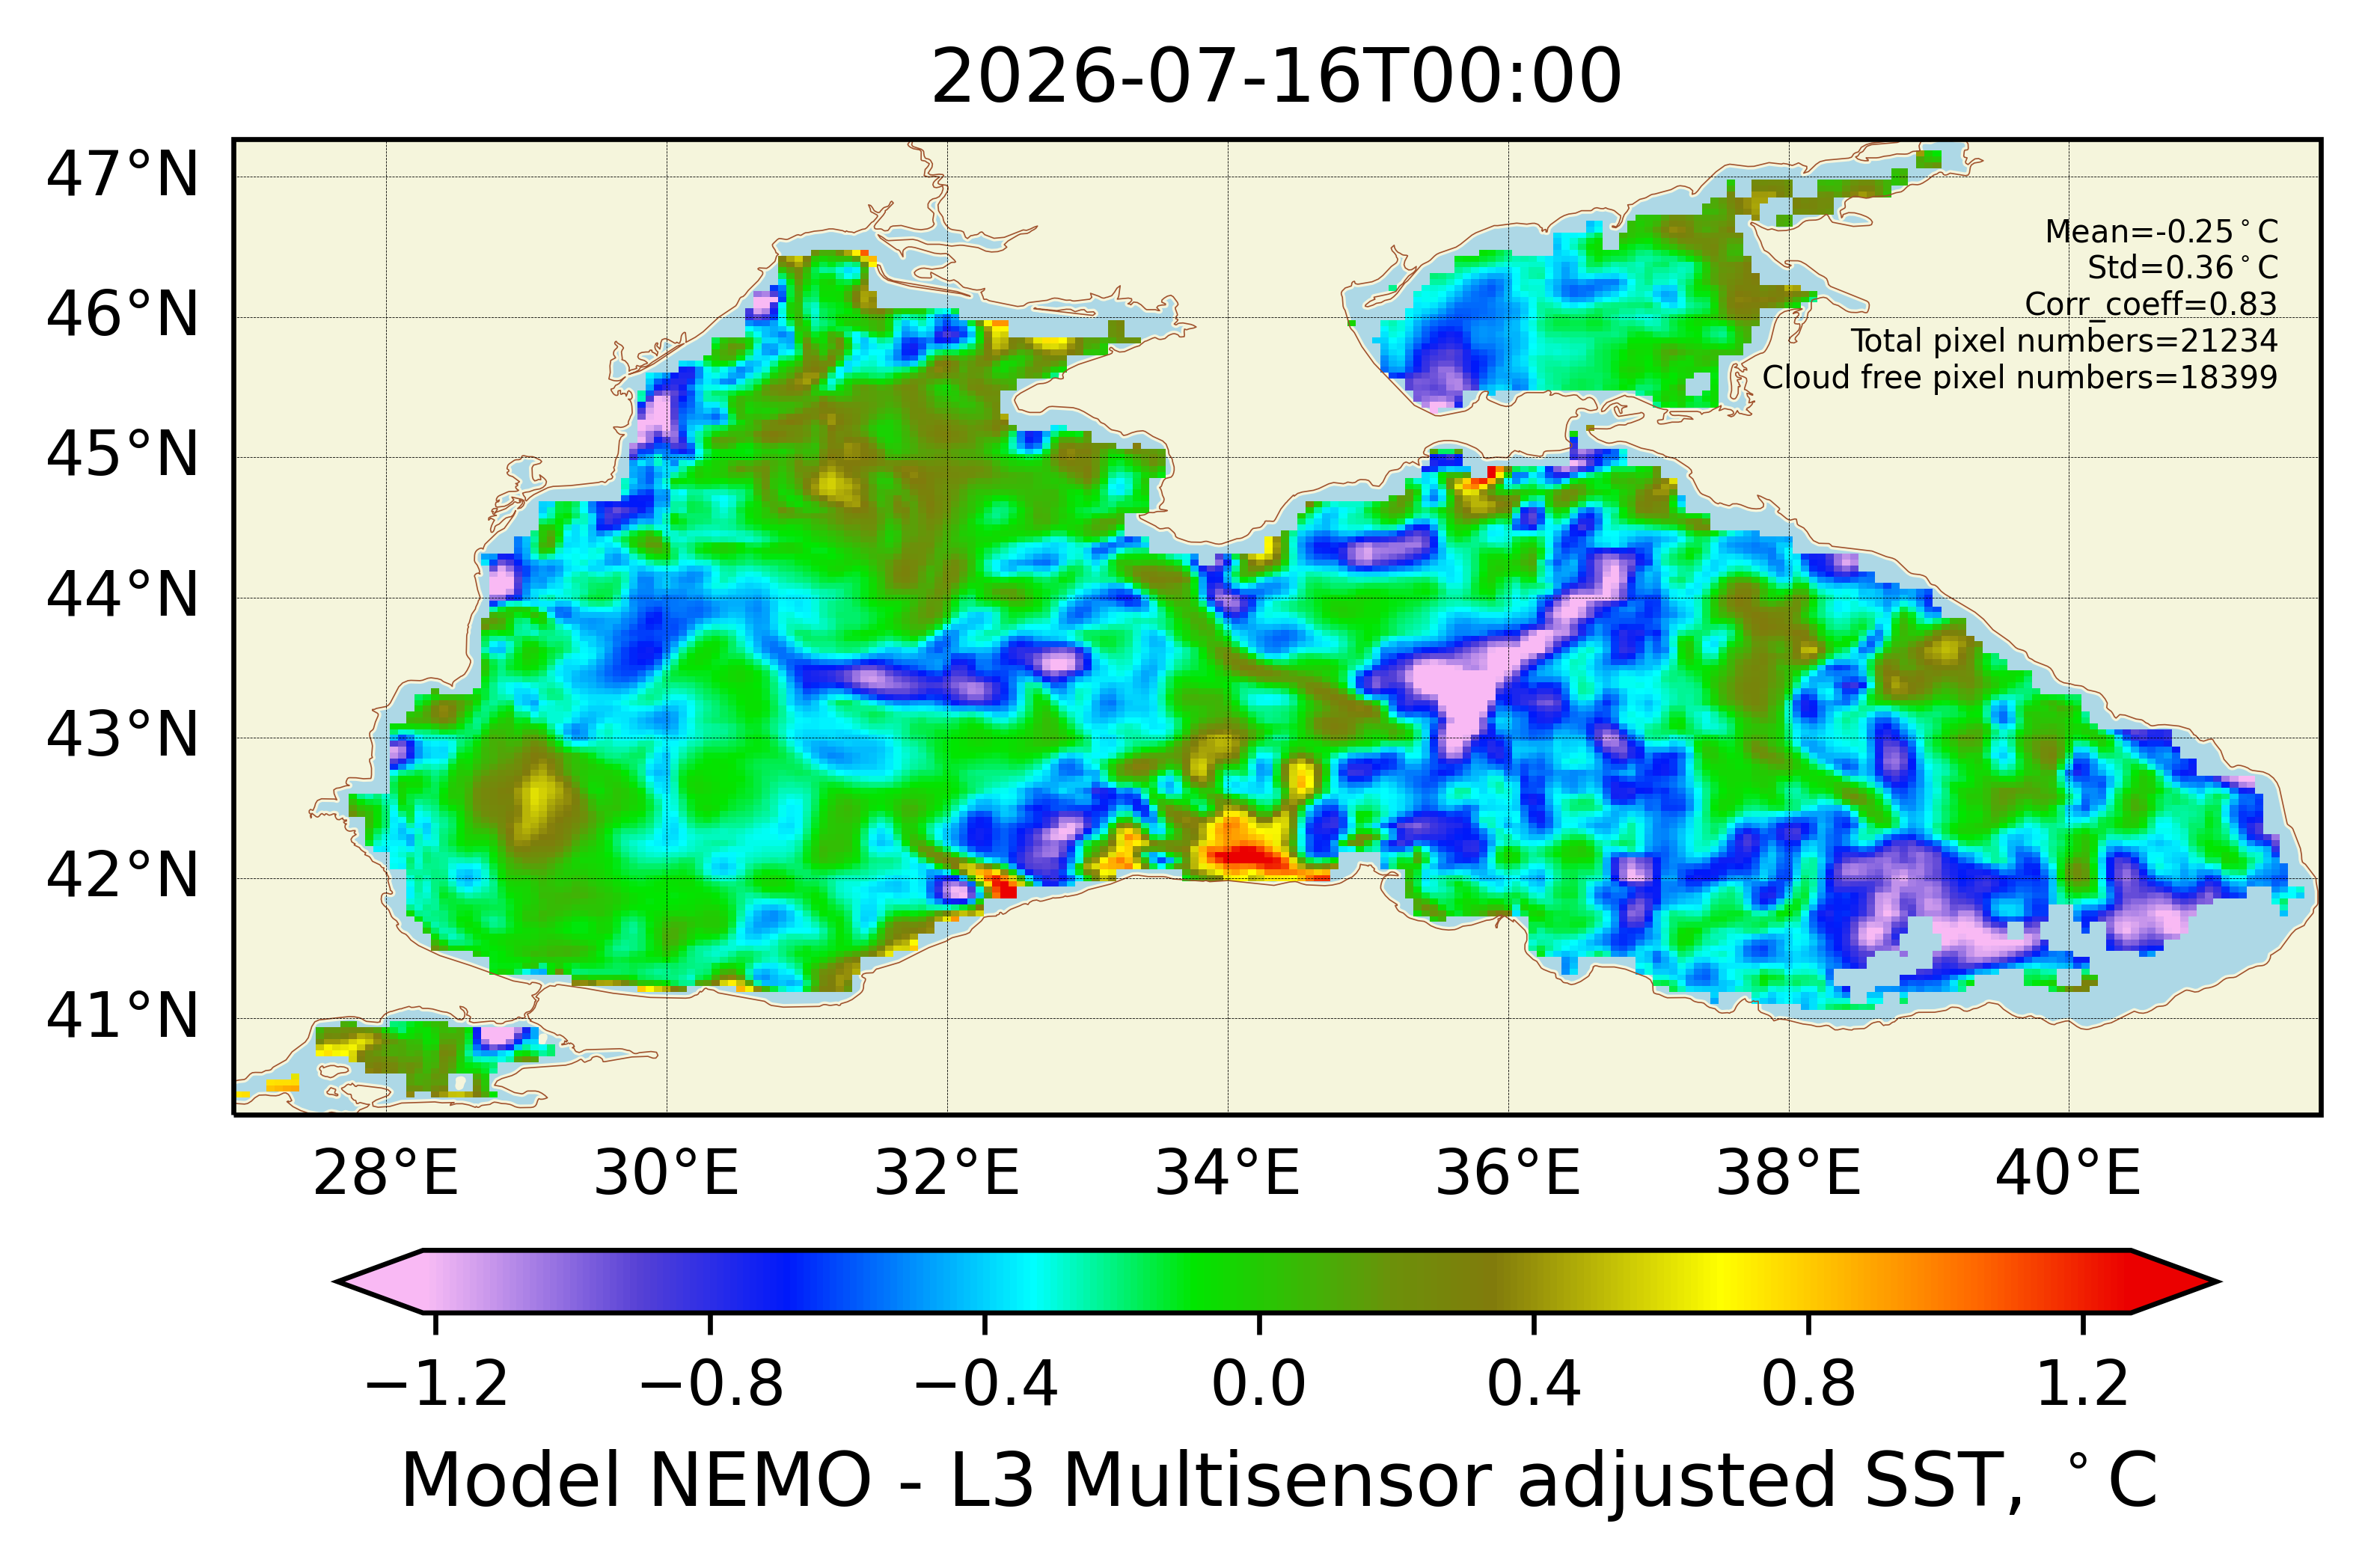 2026-07-16T00:00
47°N
46°N
45°N
44°N
43°N
42°N
41°N
Mean=-0.25°C
Std=0.36°C
Corr_coeff=0.83
Total pixel numbers=21234
Cloud free pixel numbers=18399
28°E 30°E 32°E 34°E 36°E 38°E 40°E
−1.2 −0.8 −0.4 0.0 0.4 0.8 1.2
Model NEMO - L3 Multisensor adjusted SST, °C